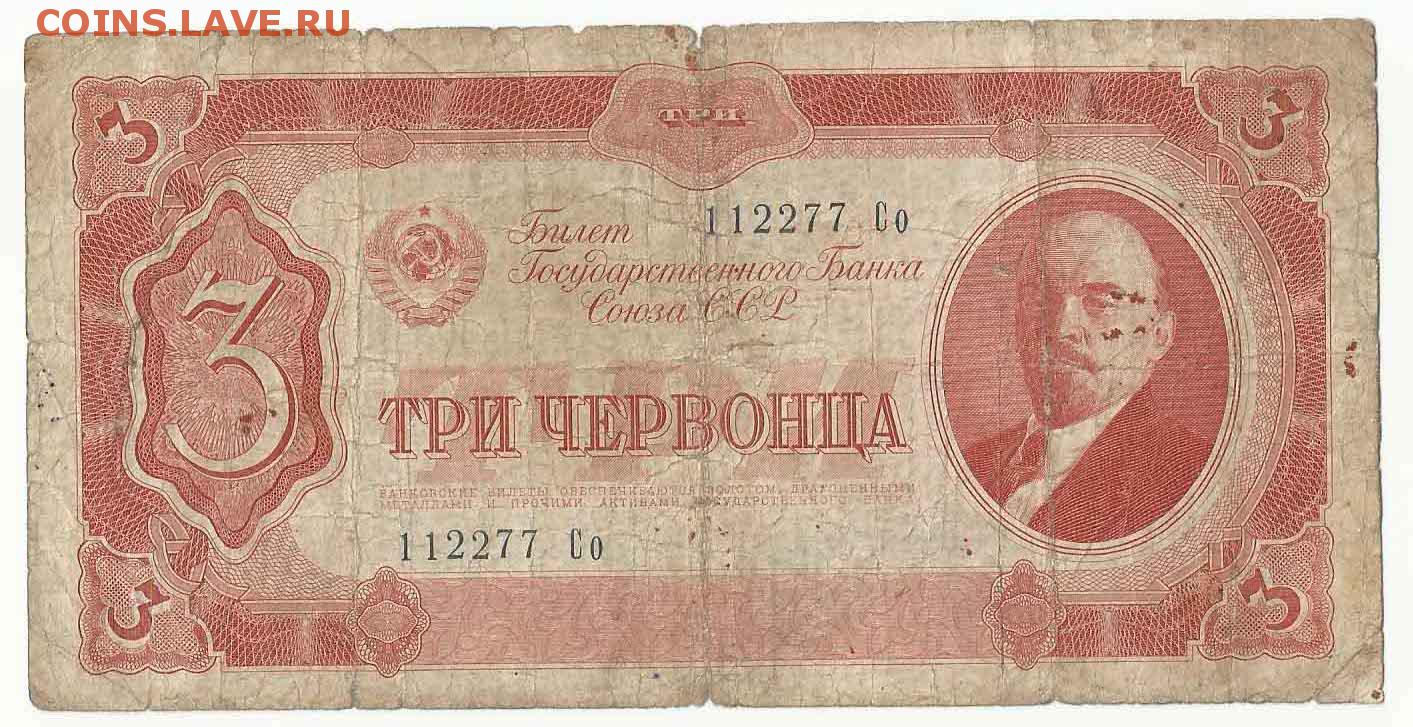 COINS.LAVE.RU
3
3
ТРИ
112277 Со
Билет
Государственного Банка
Союза ССР
3
ТРИ
ТРИ ЧЕРВОНЦА
БАНКОВСКИЕ БИЛЕТЫ ОБЕСПЕЧИВАЮТСЯ ЗОЛОТОМ, ДРАГОЦЕННЫМИ
МЕТАЛЛАМИ И ПРОЧИМИ АКТИВАМИ ГОСУДАРСТВЕННОГО БАНКА
112277 Со
3
3